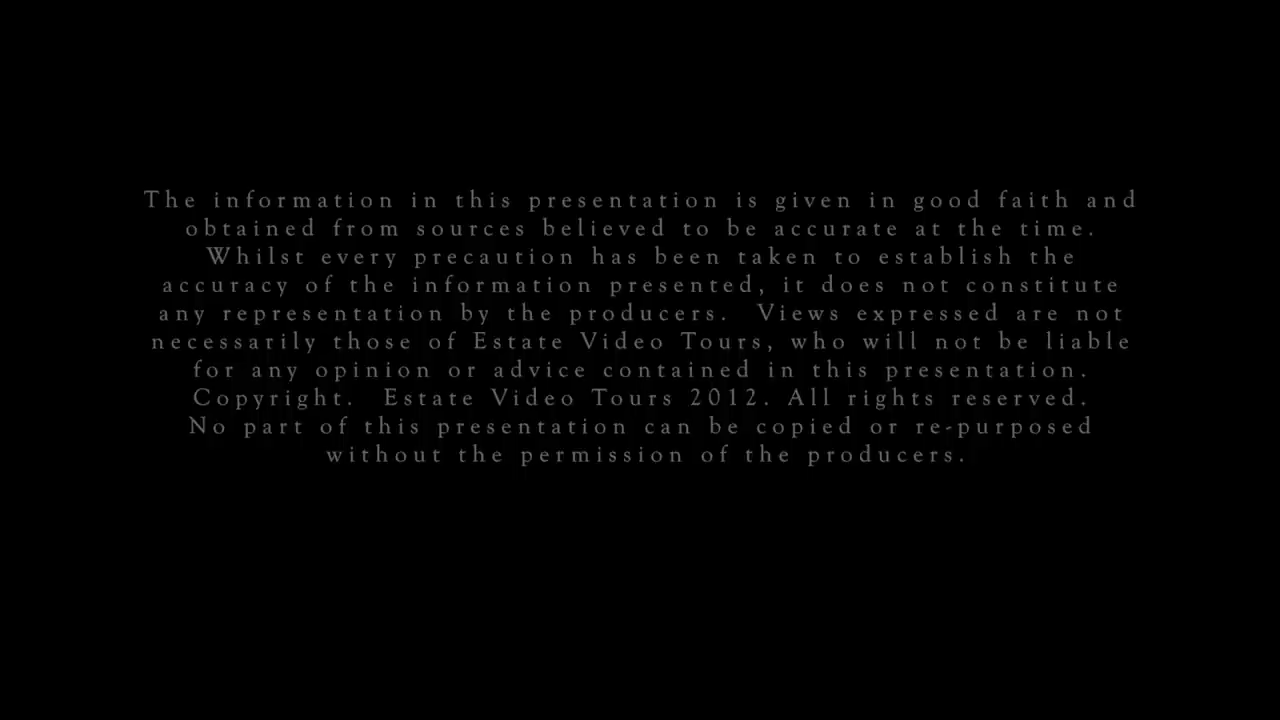 The information in this presentation is given in good faith and
obtained from sources believed to be accurate at the time.
Whilst every precaution has been taken to establish the
accuracy of the information presented, it does not constitute
any representation by the producers.  Views expressed are not
necessarily those of Estate Video Tours, who will not be liable
for any opinion or advice contained in this presentation.
Copyright.  Estate Video Tours 2012. All rights reserved.
No part of this presentation can be copied or re-purposed
without the permission of the producers.